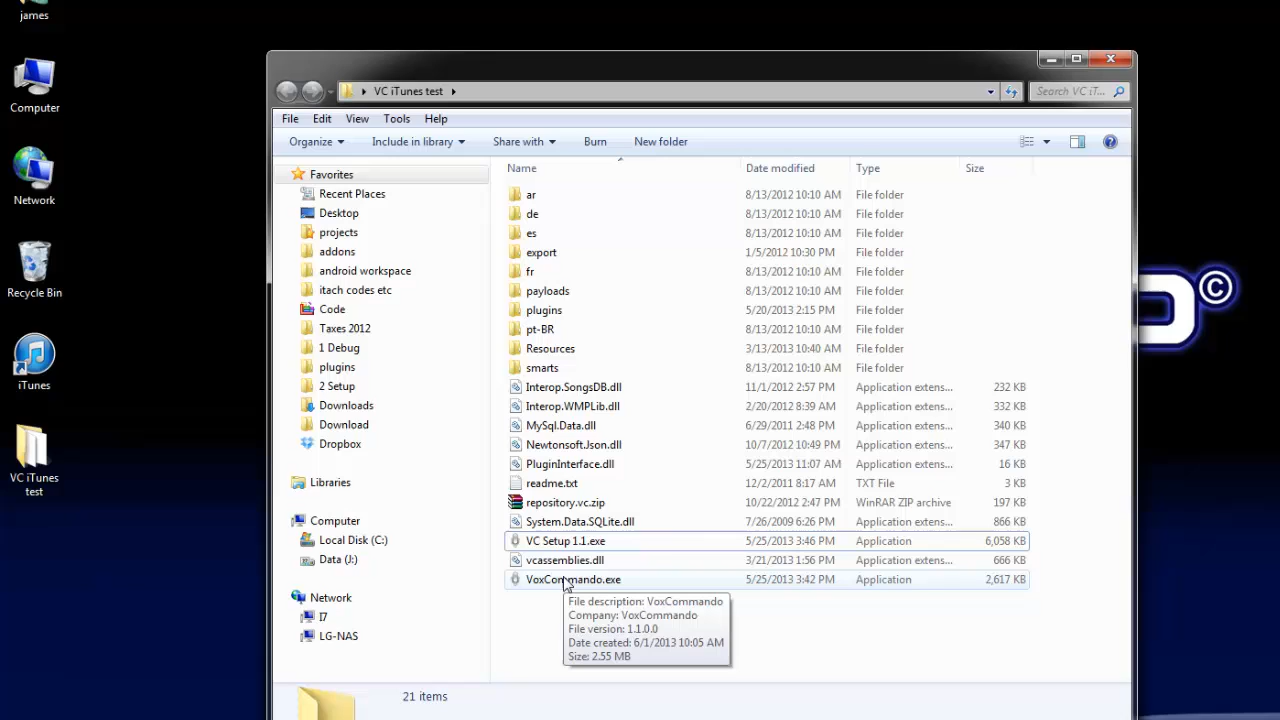 james
Computer
Network
Recycle Bin
iTunes
VC iTunes
test
VC iTunes test
Search VC iT...
File Edit View Tools Help
Organize Include in library Share with Burn New folder
Name Date modified Type Size
Favorites
Recent Places
Desktop
projects
addons
android workspace
itach codes etc
Code
Taxes 2012
1 Debug
plugins
2 Setup
Downloads
Download
Dropbox
Libraries
Computer
Local Disk (C:)
Data (J:)
Network
I7
LG-NAS
ar 8/13/2012 10:10 AM File folder
de 8/13/2012 10:10 AM File folder
es 8/13/2012 10:10 AM File folder
export 1/5/2012 10:30 PM File folder
fr 8/13/2012 10:10 AM File folder
payloads 8/13/2012 10:10 AM File folder
plugins 5/20/2013 2:15 PM File folder
pt-BR 8/13/2012 10:10 AM File folder
Resources 3/13/2013 10:40 AM File folder
smarts 8/13/2012 10:10 AM File folder
Interop.SongsDB.dll 11/1/2012 2:57 PM Application extens... 232 KB
Interop.WMPLib.dll 2/20/2012 8:39 AM Application extens... 332 KB
MySql.Data.dll 6/29/2011 2:48 PM Application extens... 340 KB
Newtonsoft.Json.dll 10/7/2012 10:49 PM Application extens... 347 KB
PluginInterface.dll 5/25/2013 11:07 AM Application extens... 16 KB
readme.txt 12/2/2011 8:17 AM TXT File 3 KB
repository.vc.zip 10/22/2012 2:47 PM WinRAR ZIP archive 197 KB
System.Data.SQLite.dll 7/26/2009 6:26 PM Application extens... 866 KB
VC Setup 1.1.exe 5/25/2013 3:46 PM Application 6,058 KB
vcassemblies.dll 3/21/2013 1:56 PM Application extens... 666 KB
VoxCommando.exe 5/25/2013 3:42 PM Application 2,617 KB
File description: VoxCommando
Company: VoxCommando
File version: 1.1.0.0
Date created: 6/1/2013 10:05 AM
Size: 2.55 MB
21 items
©